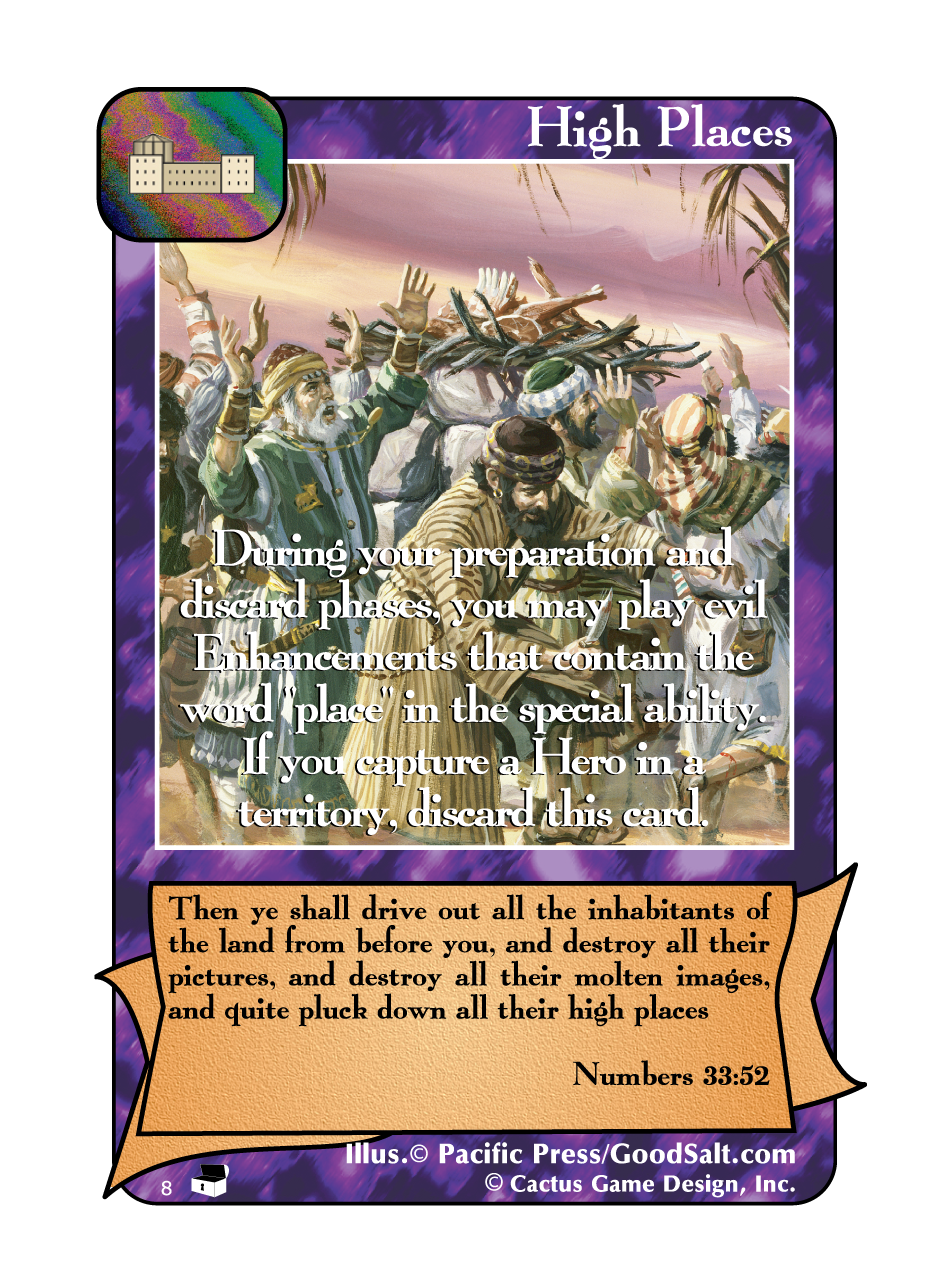 High Places
During your preparation and
discard phases, you may play evil
Enhancements that contain the
word "place" in the special ability.
If you capture a Hero in a
territory, discard this card.
Then ye shall drive out all the inhabitants of
the land from before you, and destroy all their
pictures, and destroy all their molten images,
and quite pluck down all their high places
Numbers 33:52
Illus.© Pacific Press/GoodSalt.com
© Cactus Game Design, Inc.
8